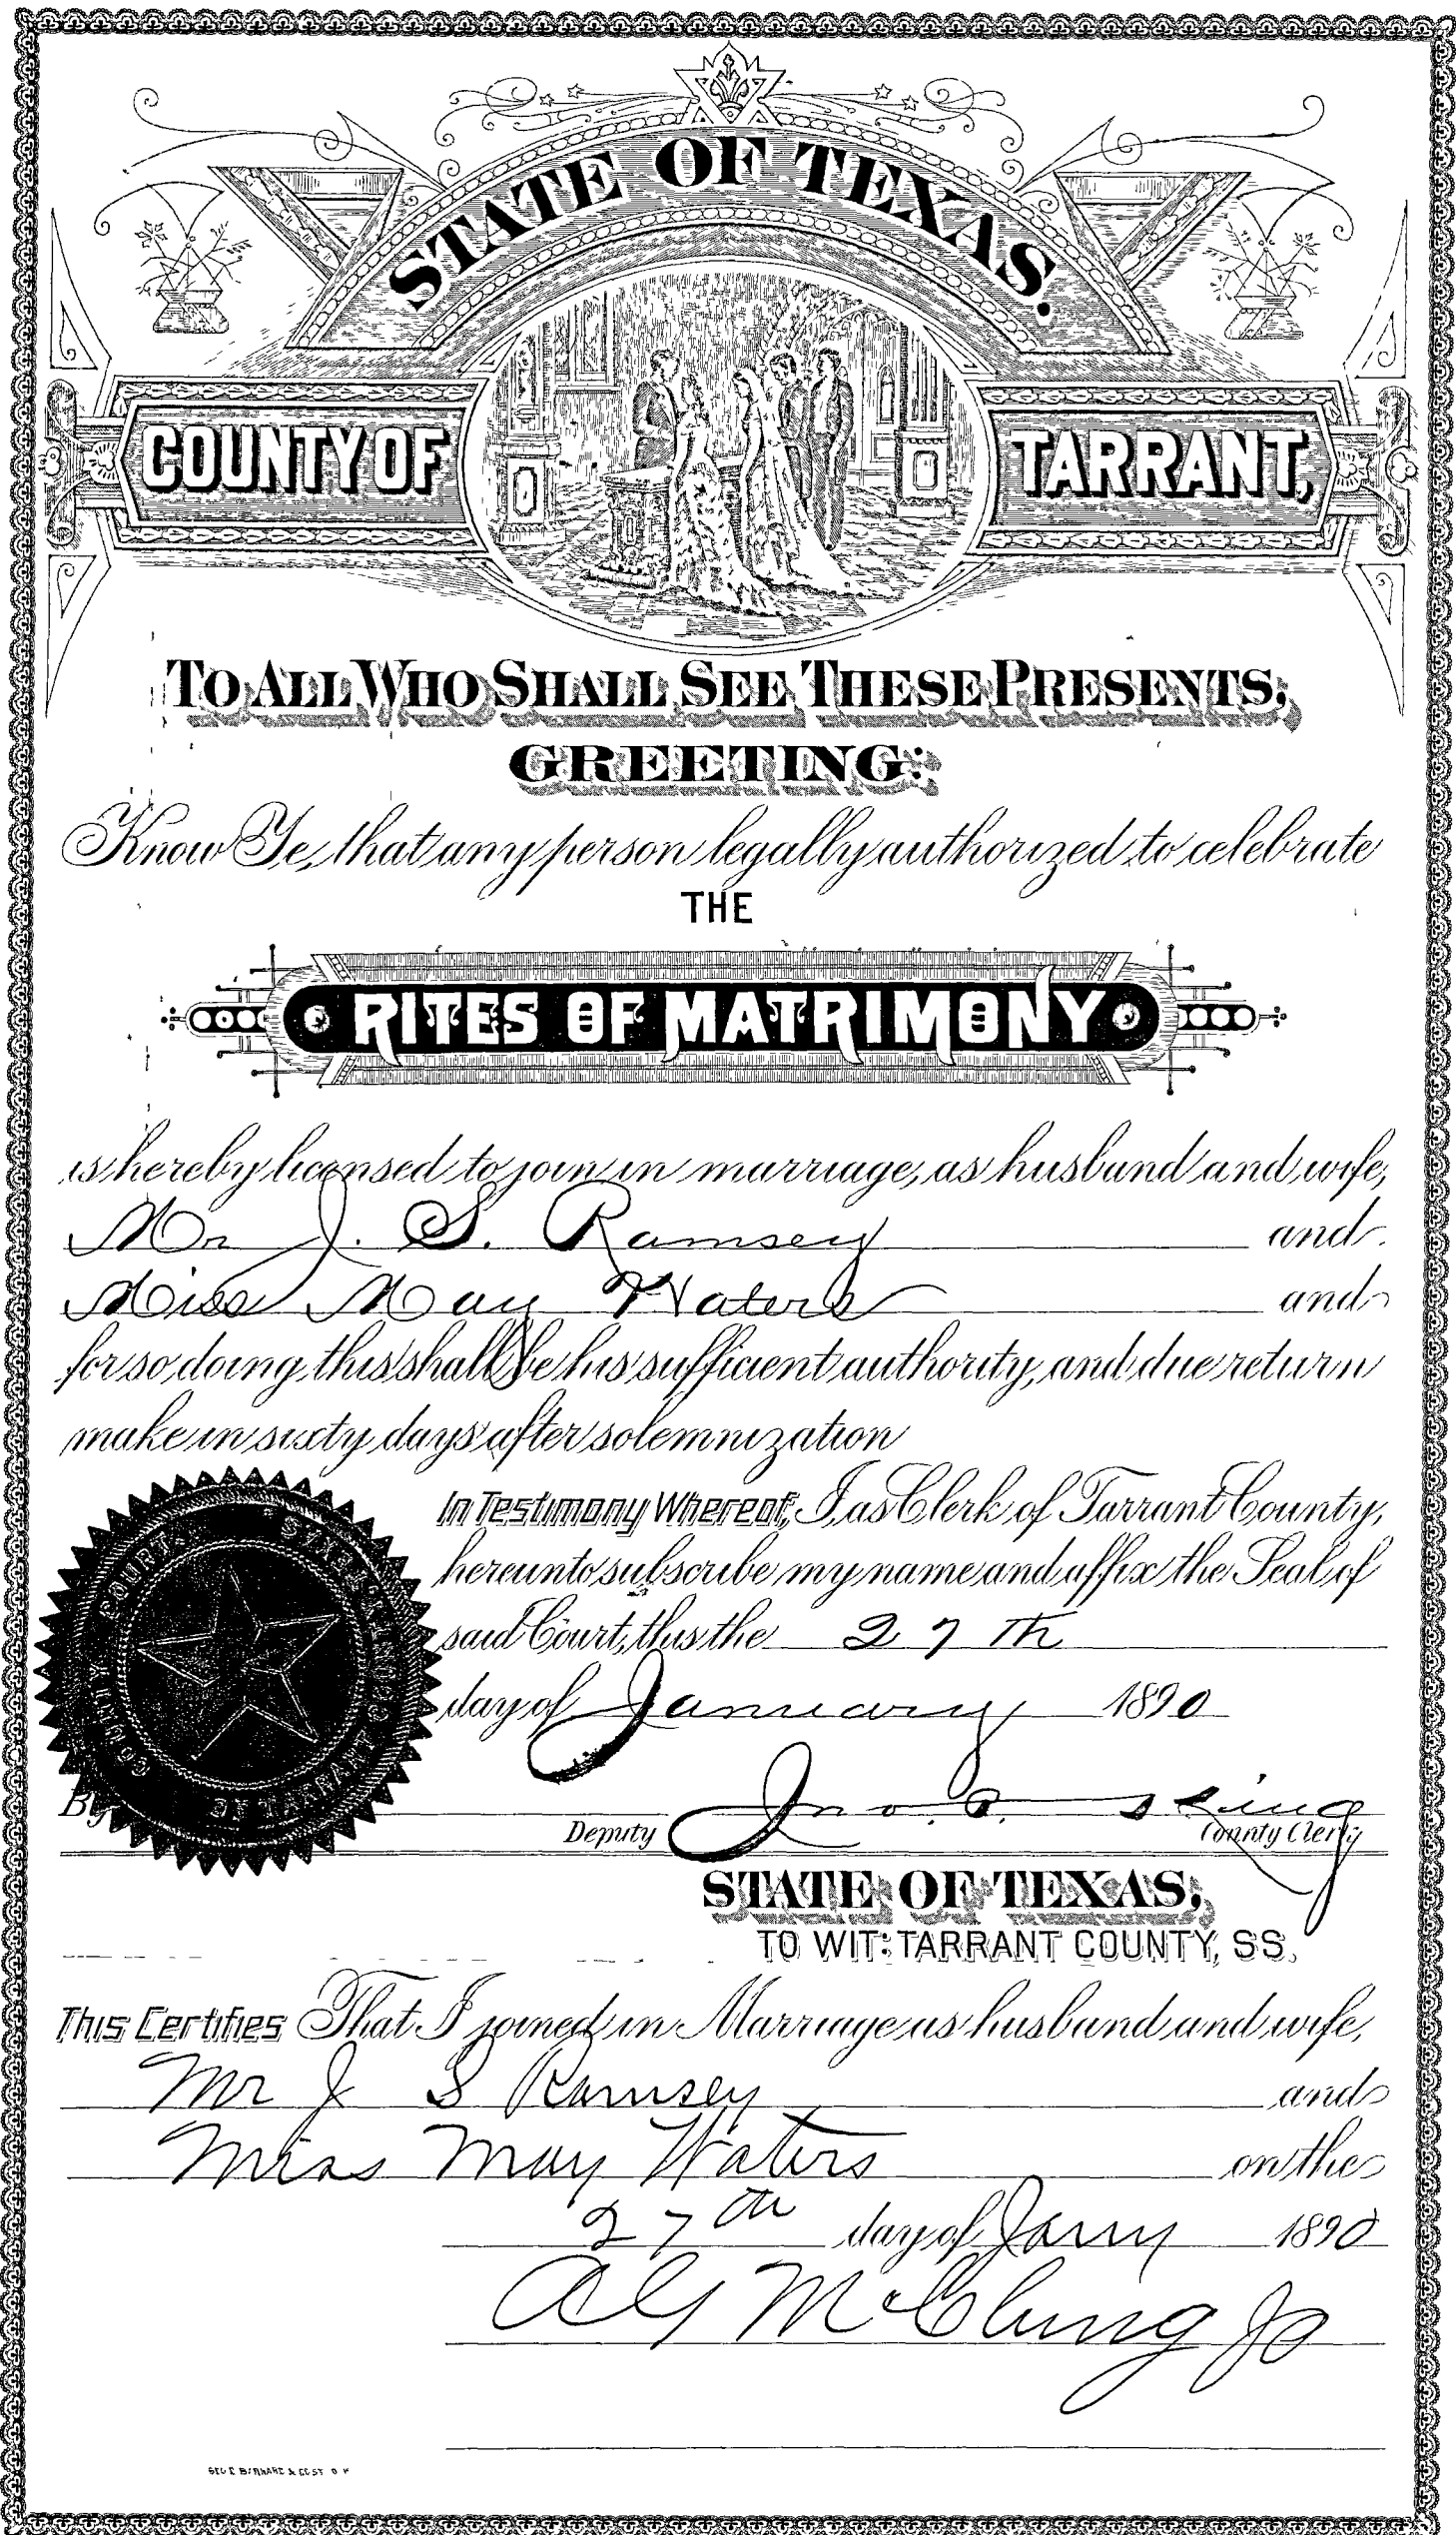 STATE OF TEXAS.
COUNTY OF TARRANT,
TO ALL WHO SHALL SEE THESE PRESENTS,
GREETING:
Know Ye, that any person legally authorized to celebrate
THE
RITES OF MATRIMONY
is hereby licensed to join in marriage, as husband and wife,
Mr J. S. Ramsey and
Miss May Waters and
for so doing, this shall be his sufficient authority, and due return
make in sixty days after solemnization
In Testimony Whereof, I, as Clerk of Tarrant County,
hereunto subscribe my name and affix the Seal of
said Court, this the 27th
day of January 1890
COUNTY COURT
TARRANT COUNTY
By Jno.
Deputy County Clerk
STATE OF TEXAS,
TO WIT: TARRANT COUNTY, SS,
This Certifies That I joined in Marriage as husband and wife,
Mr J S Ramsey and
Miss May Waters on the
27th day of Jany 1890
A G McClung JP